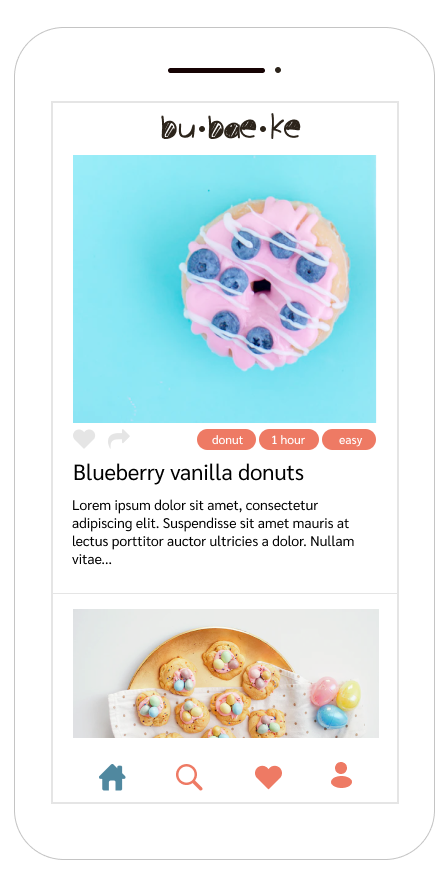 bu•bae•ke
donut 1 hour easy
Blueberry vanilla donuts
Lorem ipsum dolor sit amet, consectetur
adipiscing elit. Suspendisse sit amet mauris at
lectus porttitor auctor ultricies a dolor. Nullam
vitae...